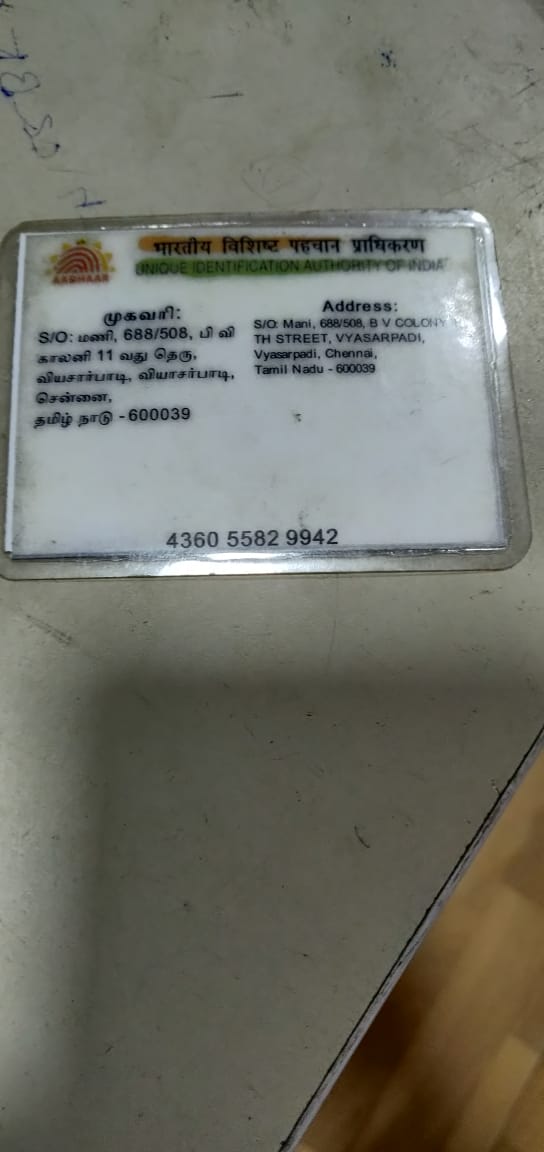 भारतीय विशिष्ट पहचान प्राधिकरण
UNIQUE IDENTIFICATION AUTHORITY OF INDIA
AADHAAR
முகவரி:
S/O: மணி, 688/508, பி வி
காலனி 11 வது தெரு,
வியசார்பாடி, வியாசர்பாடி,
சென்னை,
தமிழ் நாடு - 600039
Address:
S/O: Mani, 688/508, B V COLONY
TH STREET, VYASARPADI,
Vyasarpadi, Chennai,
Tamil Nadu - 600039
4360 5582 9942